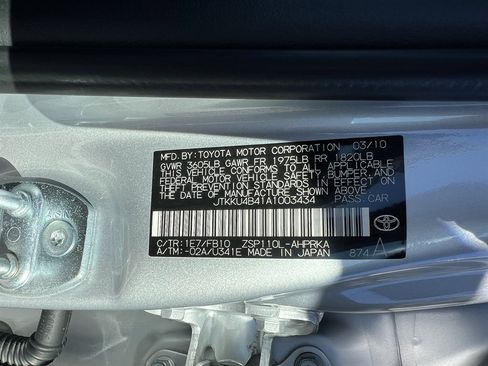 MFD.BY:TOYOTA MOTOR CORPORATION 03/10
GVWR 3605LB GAWR FR 1975LB RR 1820LB
THIS VEHICLE CONFORMS TO ALL APPLICABLE
FEDERAL MOTOR VEHICLE SAFETY, BUMPER, AND
THEFT PREVENTION STANDARDS IN EFFECT ON
THE DATE OF MANUFACTURE SHOWN ABOVE.
JTKKU4B41A1003434 PASS.CAR
C/TR:1E7/FB10 ZSP110L-AHPRKA
A/TM:-02A/U341E MADE IN JAPAN 874 A